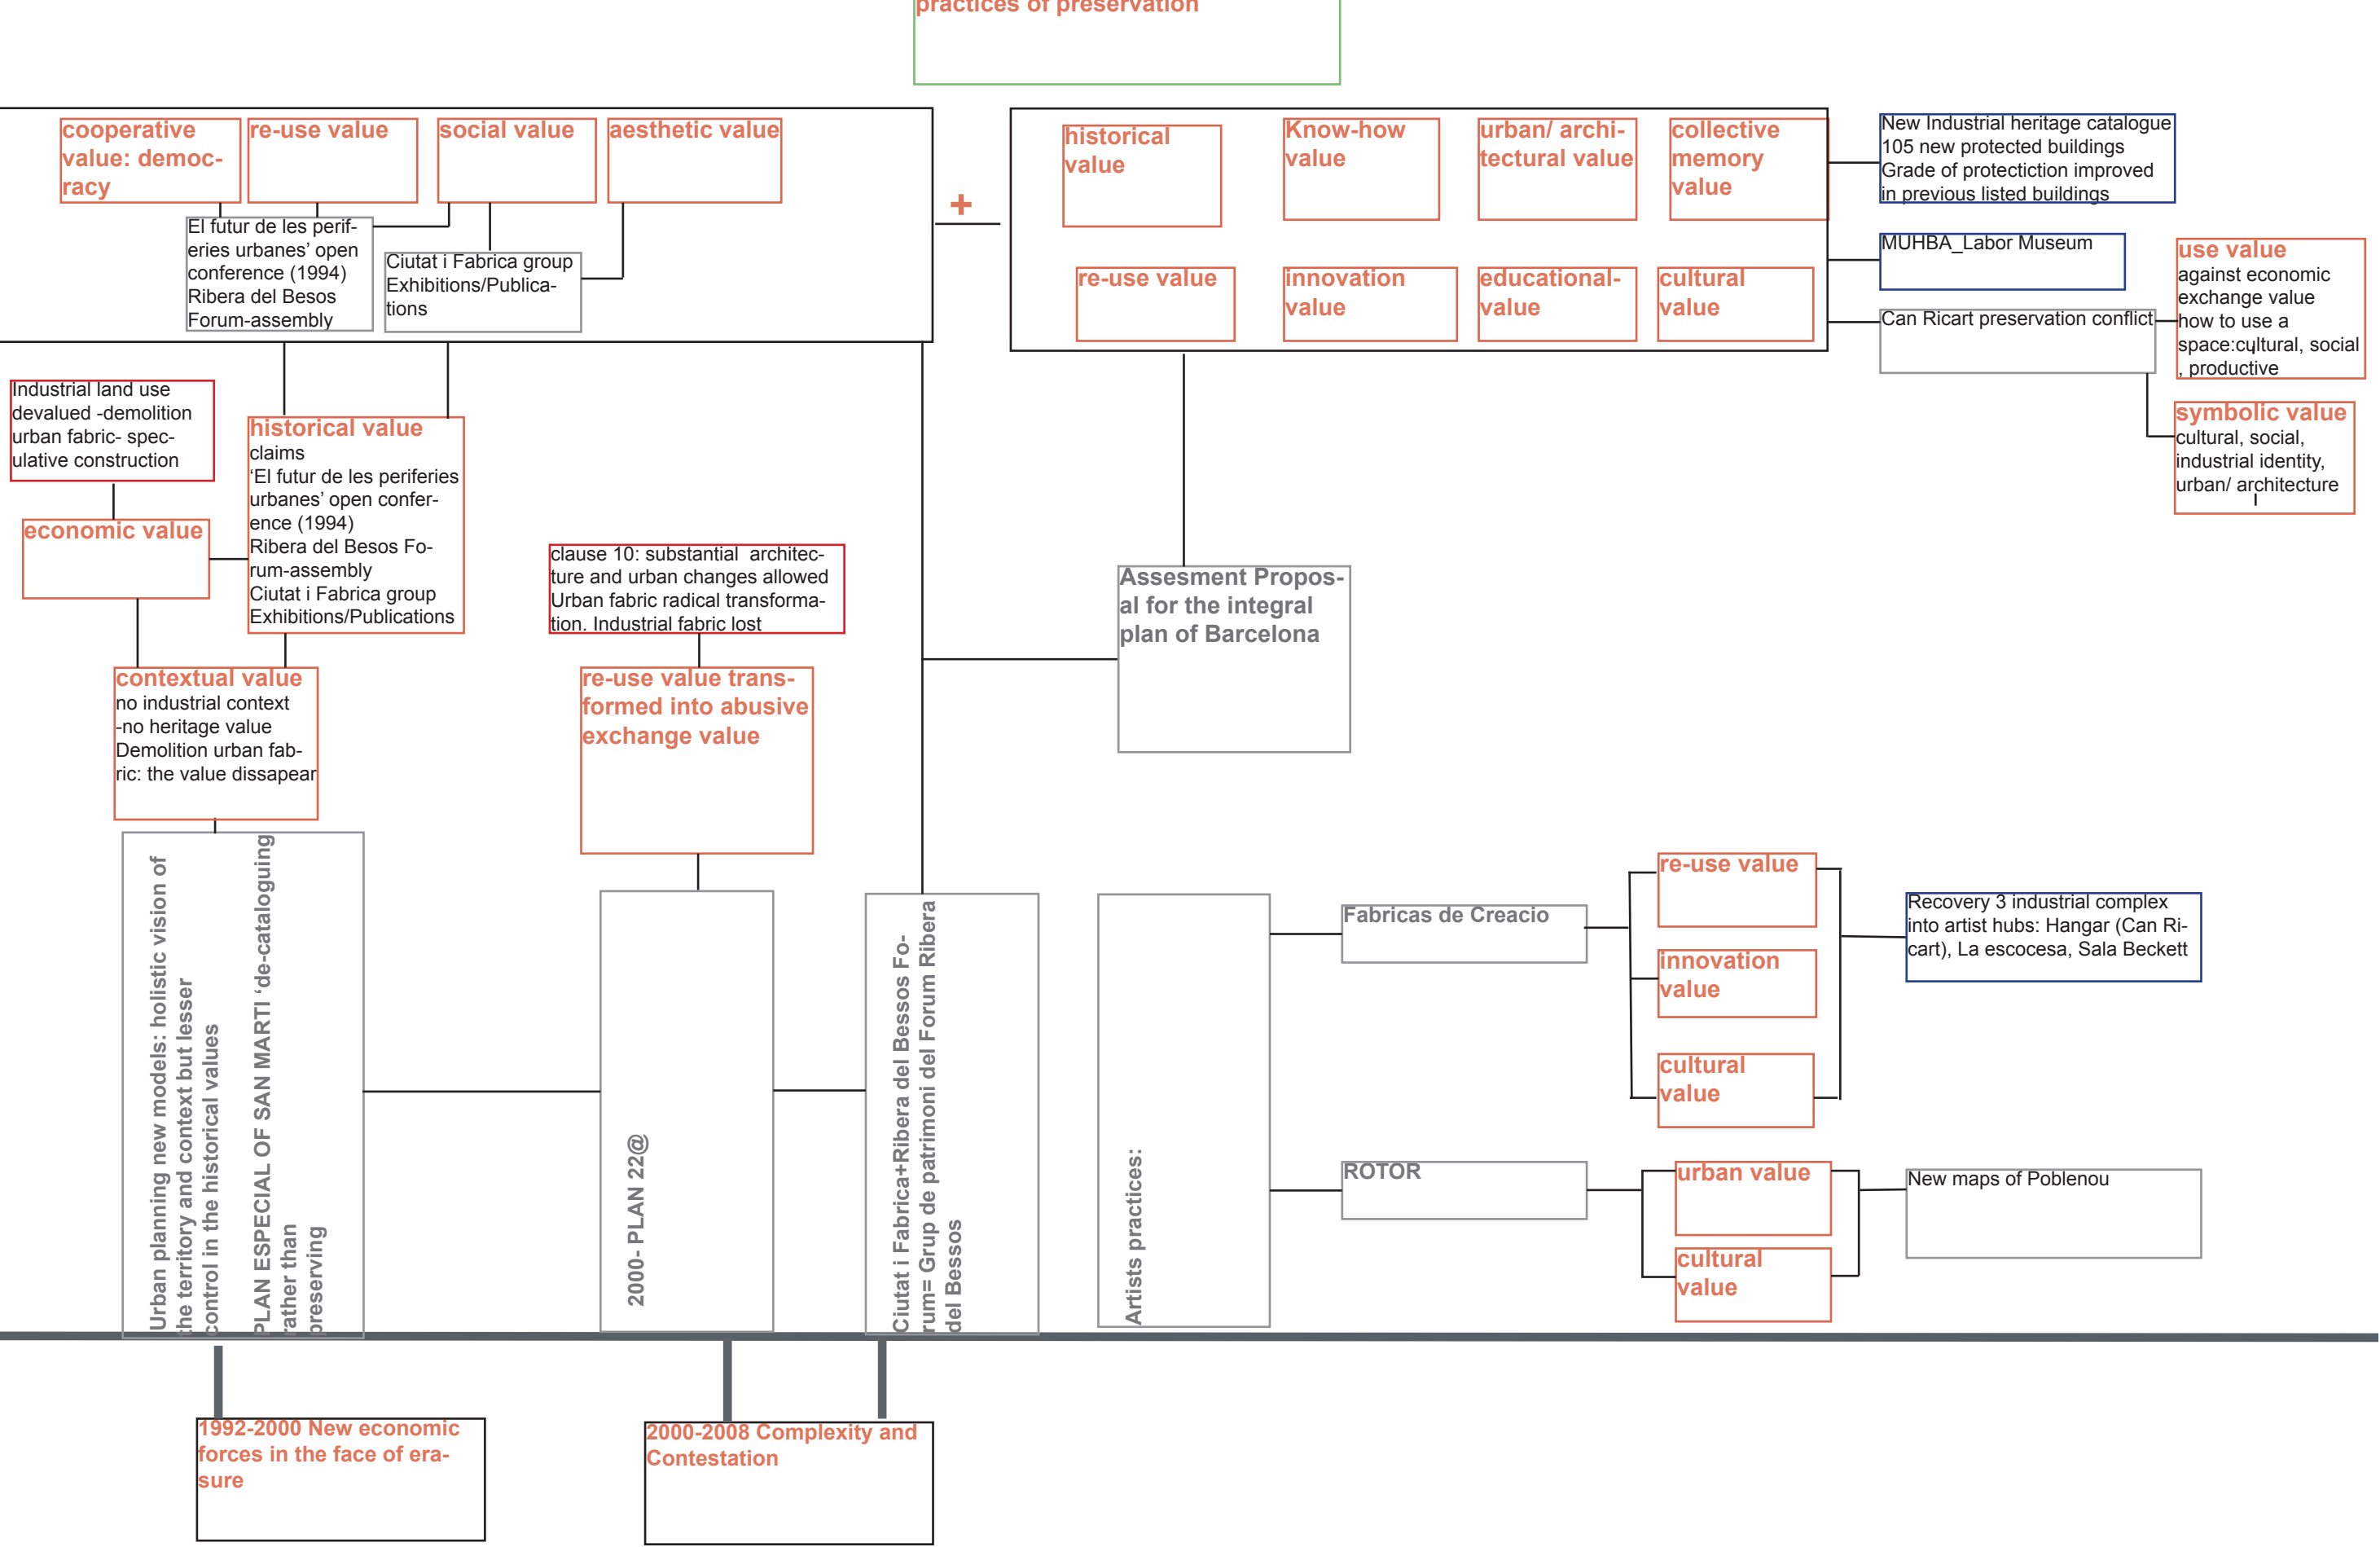 practices of preservation
cooperative
value: democ-
racy
re-use value
social value
aesthetic value
El futur de les perif-
eries urbanes’ open
conference (1994)
Ribera del Besos
Forum-assembly
Ciutat i Fabrica group
Exhibitions/Publica-
tions
+
historical
value
Know-how
value
urban/ archi-
tectural value
collective
memory
value
re-use value
innovation
value
educational-
value
cultural
value
New Industrial heritage catalogue
105 new protected buildings
Grade of protectiction improved
in previous listed buildings
MUHBA_Labor Museum
Can Ricart preservation conflict
use value
against economic
exchange value
how to use a
space:cultural, social
, productive
symbolic value
cultural, social,
industrial identity,
urban/ architecture
Industrial land use
devalued -demolition
urban fabric- spec-
ulative construction
economic value
historical value
claims
‘El futur de les periferies
urbanes’ open confer-
ence (1994)
Ribera del Besos Fo-
rum-assembly
Ciutat i Fabrica group
Exhibitions/Publications
contextual value
no industrial context
-no heritage value
Demolition urban fab-
ric: the value dissapear
clause 10: substantial architec-
ture and urban changes allowed
Urban fabric radical transforma-
tion. Industrial fabric lost
re-use value trans-
formed into abusive
exchange value
Assesment Propos-
al for the integral
plan of Barcelona
Urban planning new models: holistic vision of
the territory and context but lesser
control in the historical values
PLAN ESPECIAL OF SAN MARTI ‘de-cataloguing
rather than
preserving
2000- PLAN 22@
Ciutat i Fabrica+Ribera del Bessos Fo-
rum= Grup de patrimoni del Forum Ribera
del Bessos
Artists practices:
Fabricas de Creacio
re-use value
innovation
value
cultural
value
Recovery 3 industrial complex
into artist hubs: Hangar (Can Ri-
cart), La escocesa, Sala Beckett
ROTOR
urban value
cultural
value
New maps of Poblenou
1992-2000 New economic
forces in the face of era-
sure
2000-2008 Complexity and
Contestation